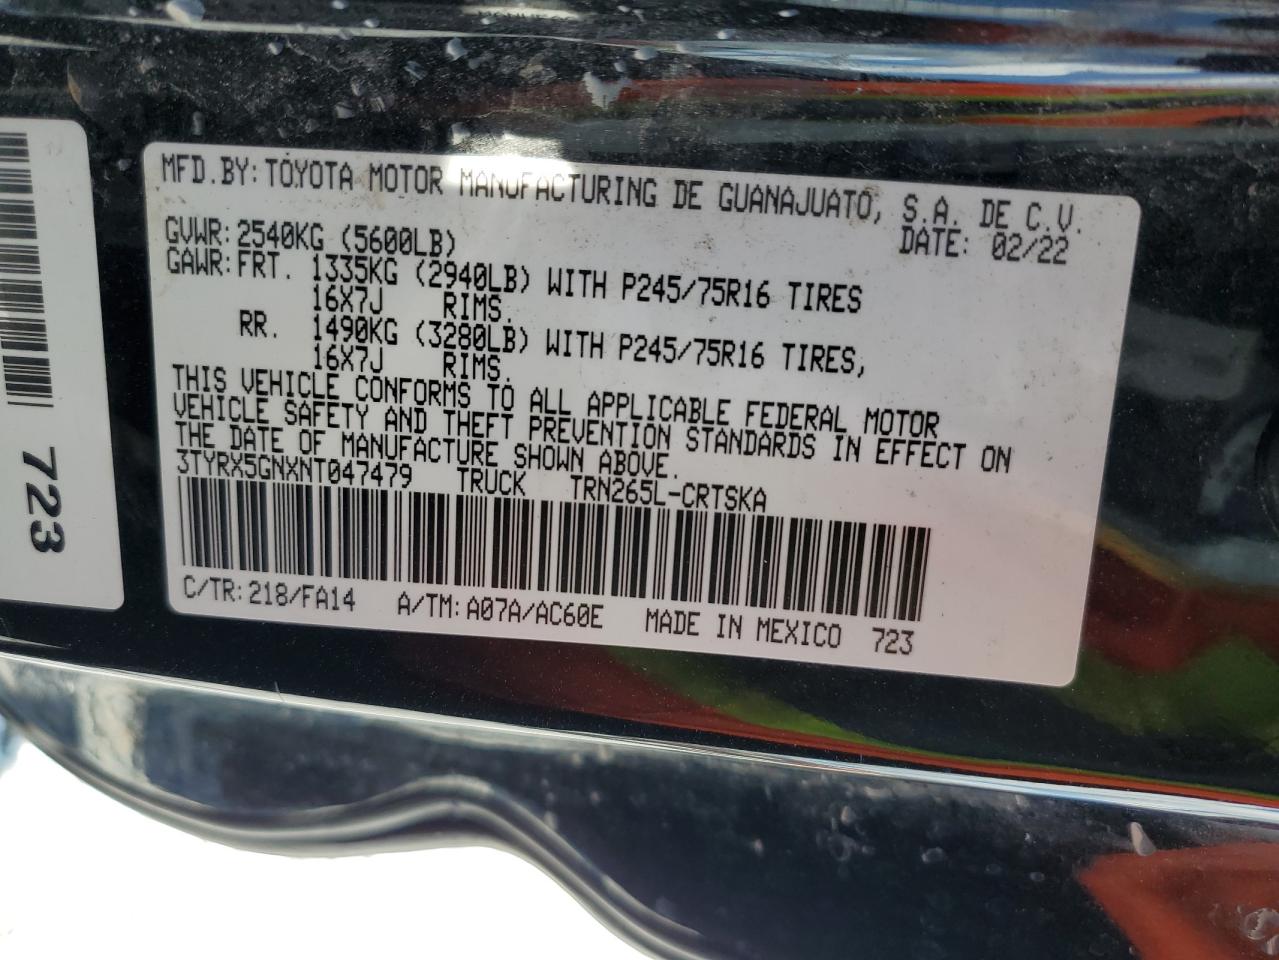 MFD.BY: TOYOTA MOTOR MANUFACTURING DE GUANAJUATO, S.A. DE C.V.
GVWR: 2540KG (5600LB) DATE: 02/22
GAWR: FRT. 1335KG (2940LB) WITH P245/75R16 TIRES
16X7J RIMS.
RR. 1490KG (3280LB) WITH P245/75R16 TIRES,
16X7J RIMS.
THIS VEHICLE CONFORMS TO ALL APPLICABLE FEDERAL MOTOR
VEHICLE SAFETY AND THEFT PREVENTION STANDARDS IN EFFECT ON
THE DATE OF MANUFACTURE SHOWN ABOVE.
3TYRX5GNXNT047479 TRUCK TRN265L-CRTSKA
C/TR: 218/FA14 A/TM: A07A/AC60E MADE IN MEXICO 723
723